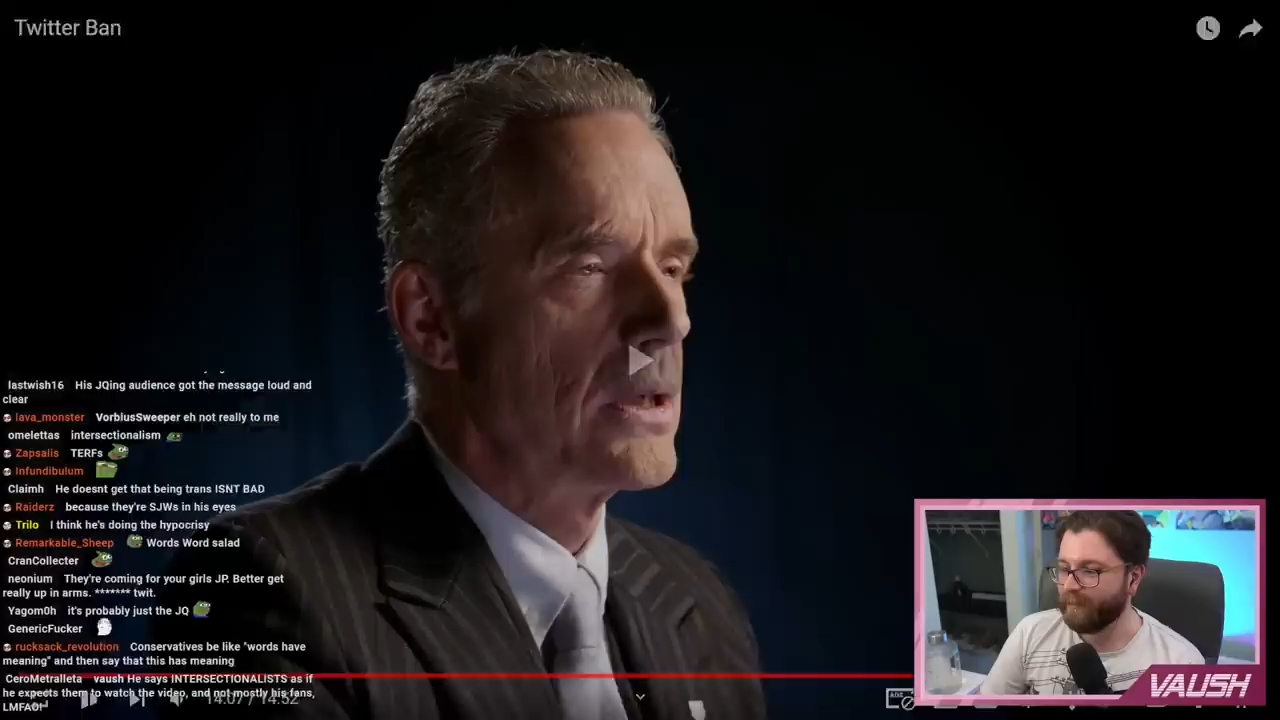 Twitter Ban
lastwish16 His JQing audience got the message loud and
clear
lava_monster VorblusSweeper eh not really to me
omelettas intersectionalism
Zapsalis TERFs
Infundibulum
Claimh He doesnt get that being trans ISNT BAD
Raiderz because they're SJWs in his eyes
Trilo I think he's doing the hypocrisy
Remarkable_Sheep Words Word salad
CranCollecter
neonium They're coming for your girls JP. Better get
really up in arms. ******* twit.
Yagom0h it's probably just the JQ
GenericFucker
rucksack_revolution Conservatives be like "words have
meaning" and then say that this has meaning
CeroMetralleta vaush He says INTERSECTIONALISTS as if
he expects them to watch the video, and not mostly his fans,
LMFAO!
14:07 / 14:52
VAUSH